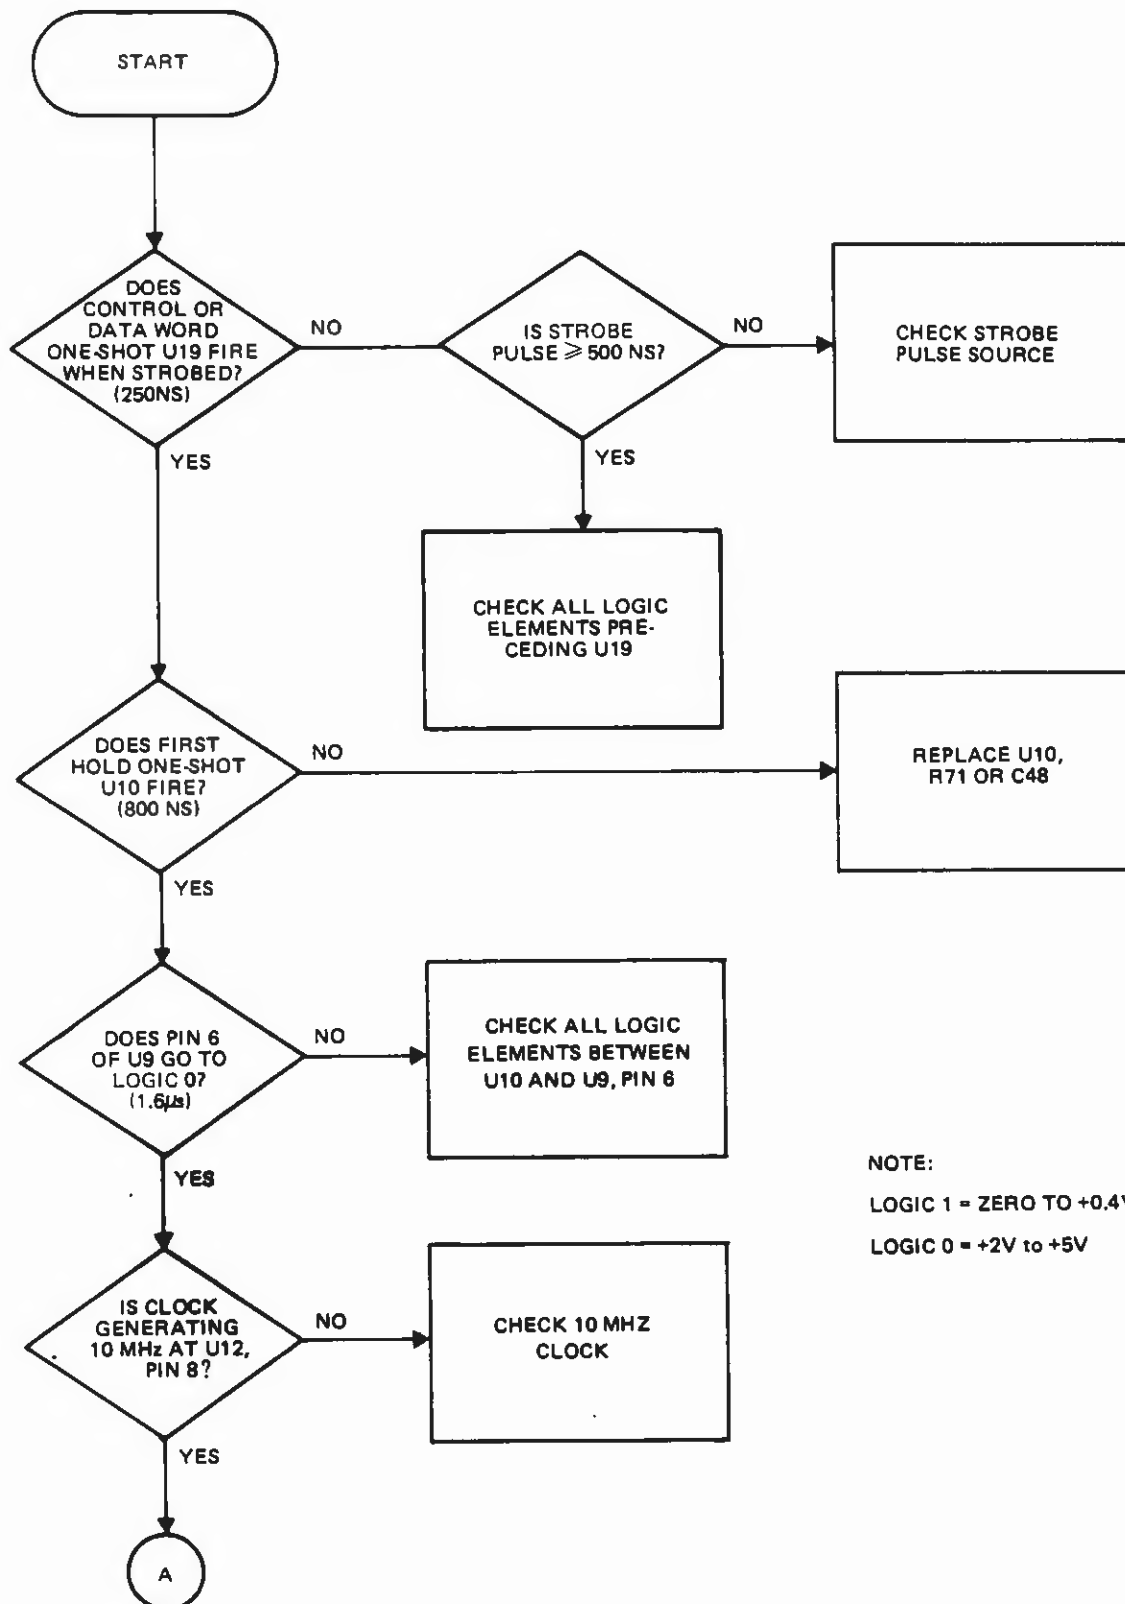 START
DOES
CONTROL OR
DATA WORD
ONE-SHOT U19 FIRE
WHEN STROBED?
(250NS)
NO
IS STROBE
PULSE ⩾ 500 NS?
NO
CHECK STROBE
PULSE SOURCE
YES
YES
CHECK ALL LOGIC
ELEMENTS PRE-
CEDING U19
DOES FIRST
HOLD ONE-SHOT
U10 FIRE?
(800 NS)
NO
REPLACE U10,
R71 OR C48
YES
DOES PIN 6
OF U9 GO TO
LOGIC 0?
(1.6μs)
NO
CHECK ALL LOGIC
ELEMENTS BETWEEN
U10 AND U9, PIN 6
YES
NOTE:
LOGIC 1 = ZERO TO +0.4V
LOGIC 0 = +2V to +5V
IS CLOCK
GENERATING
10 MHz AT U12,
PIN 8?
NO
CHECK 10 MHZ
CLOCK
YES
A